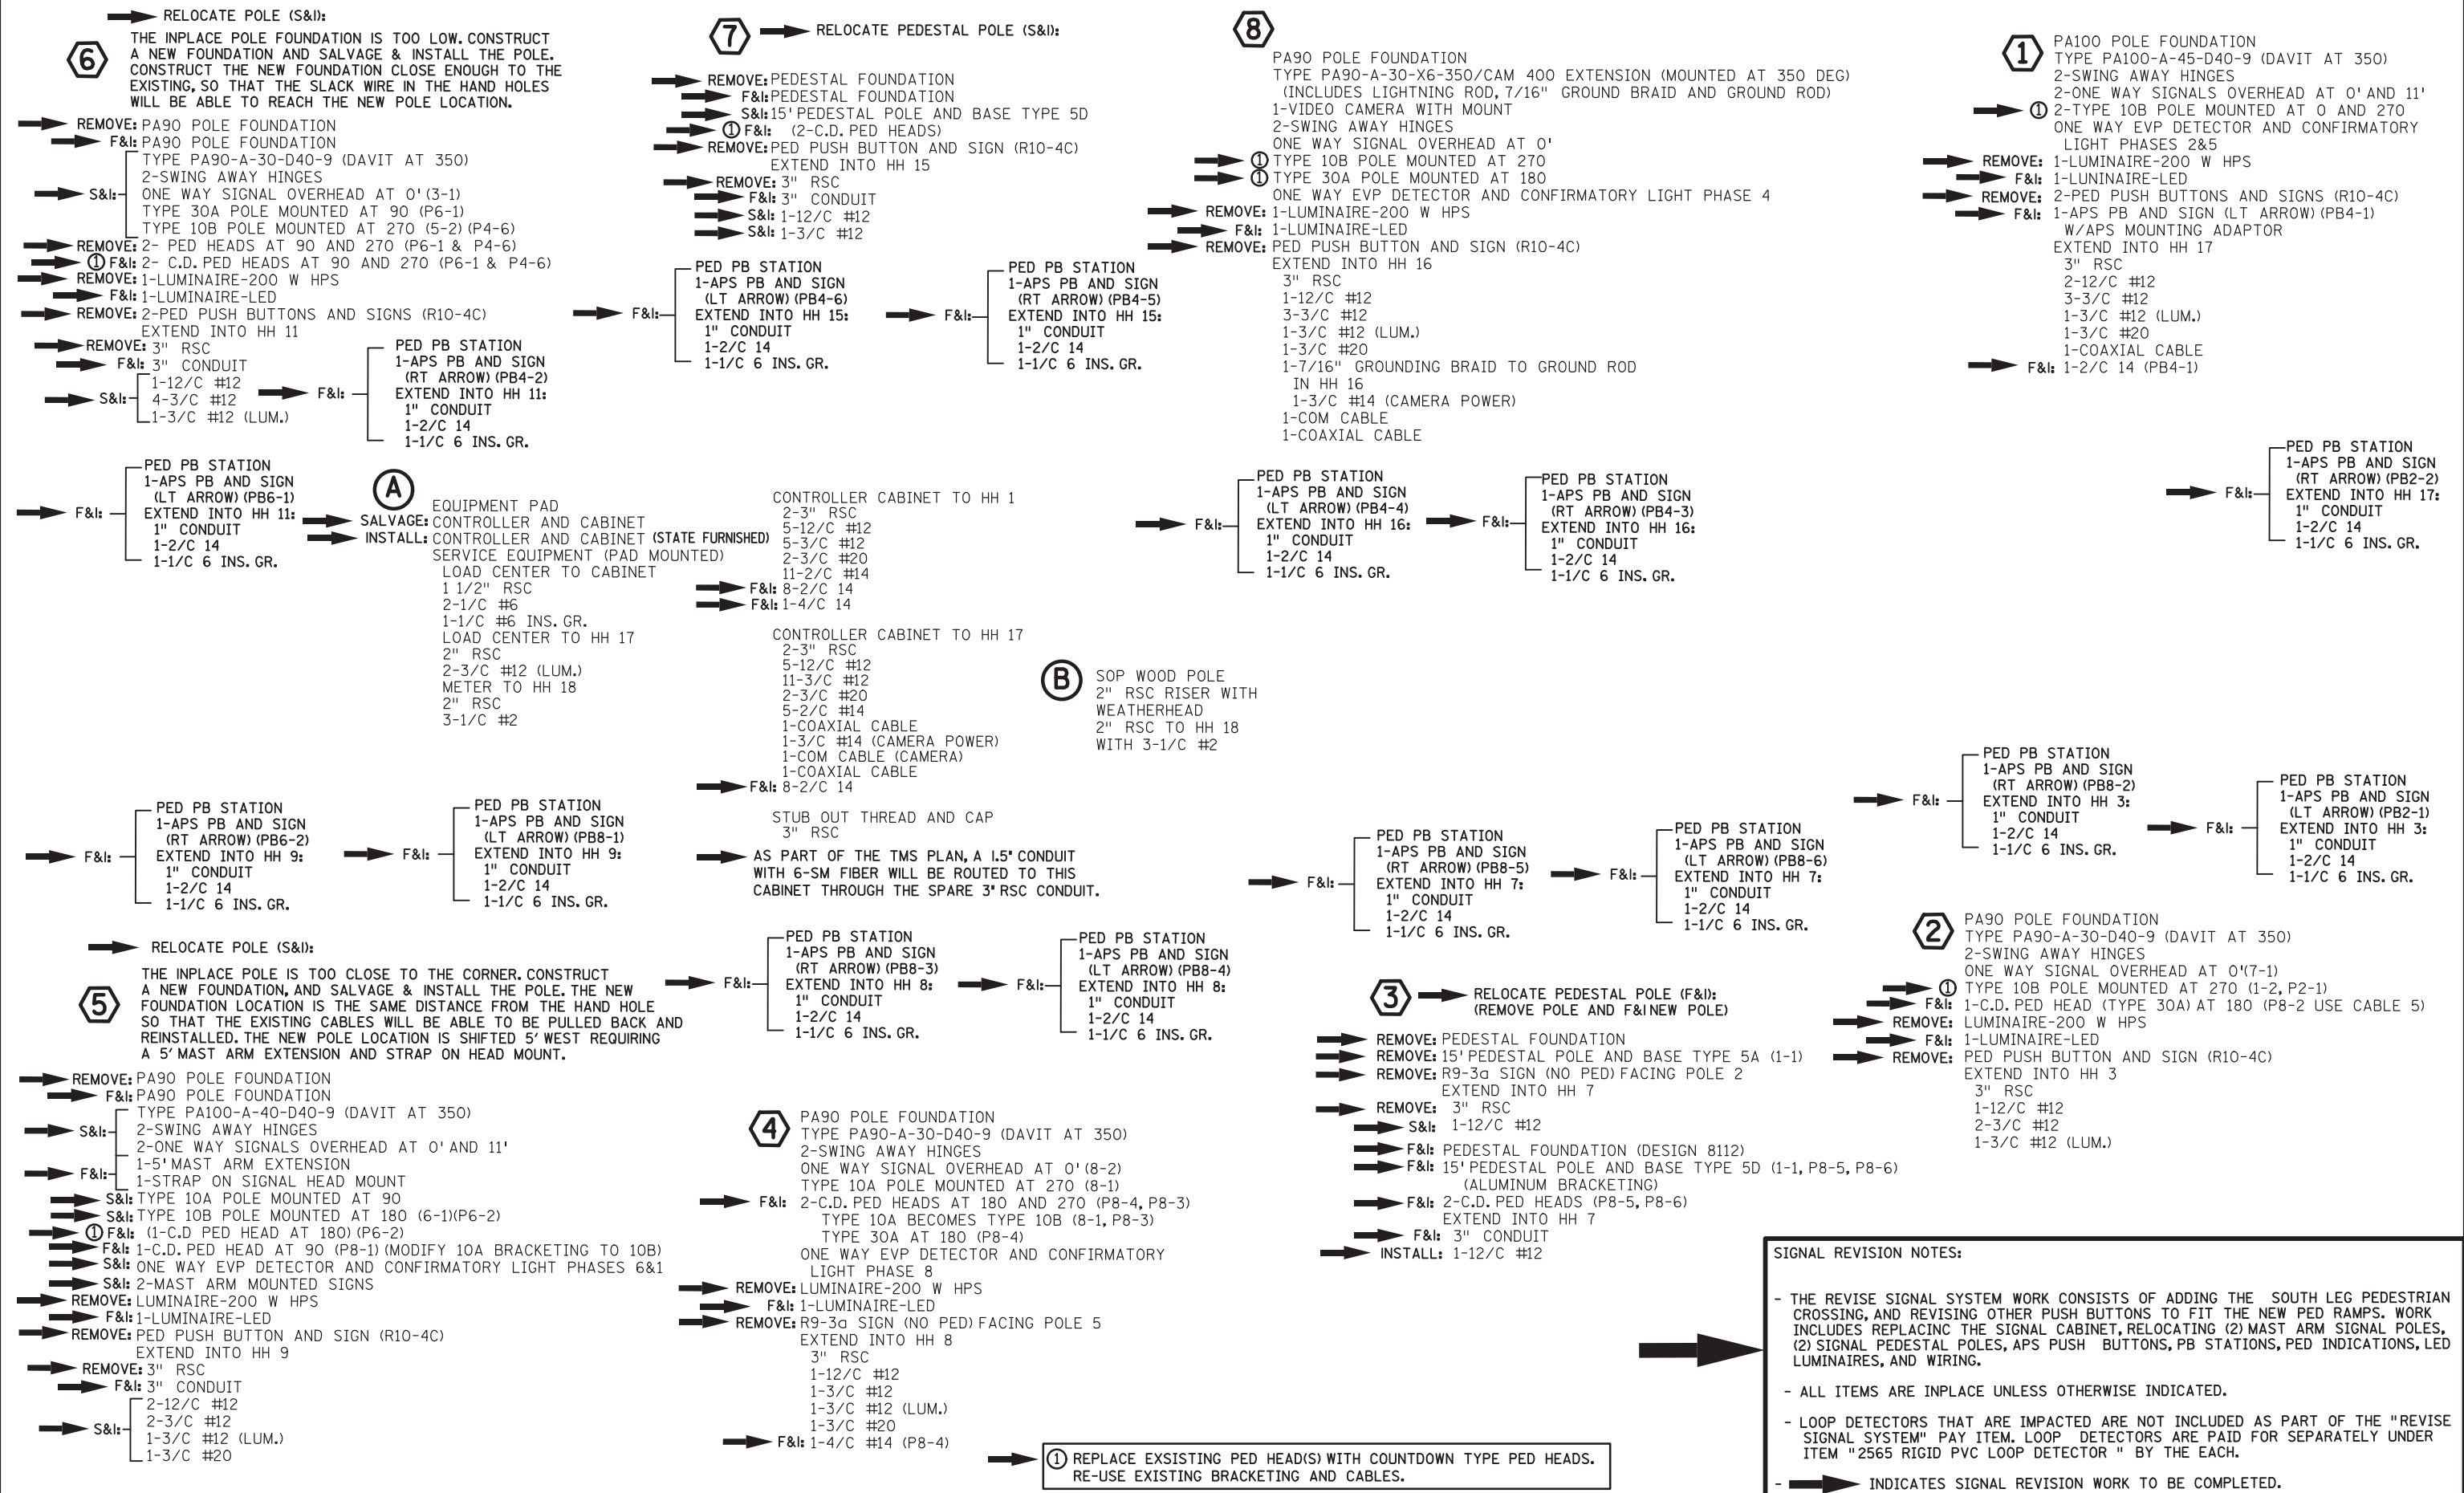 RELOCATE POLE (S&I):
6
THE INPLACE POLE FOUNDATION IS TOO LOW. CONSTRUCT
A NEW FOUNDATION AND SALVAGE & INSTALL THE POLE.
CONSTRUCT THE NEW FOUNDATION CLOSE ENOUGH TO THE
EXISTING, SO THAT THE SLACK WIRE IN THE HAND HOLES
WILL BE ABLE TO REACH THE NEW POLE LOCATION.
REMOVE: PA90 POLE FOUNDATION
F&I: PA90 POLE FOUNDATION
TYPE PA90-A-30-D40-9 (DAVIT AT 350)
2-SWING AWAY HINGES
S&I: ONE WAY SIGNAL OVERHEAD AT 0' (3-1)
TYPE 30A POLE MOUNTED AT 90 (P6-1)
TYPE 10B POLE MOUNTED AT 270 (5-2) (P4-6)
REMOVE: 2- PED HEADS AT 90 AND 270 (P6-1 & P4-6)
① F&I: 2- C.D. PED HEADS AT 90 AND 270 (P6-1 & P4-6)
REMOVE: 1-LUMINAIRE-200 W HPS
F&I: 1-LUMINAIRE-LED
REMOVE: 2-PED PUSH BUTTONS AND SIGNS (R10-4C)
EXTEND INTO HH 11
REMOVE: 3" RSC
F&I: 3" CONDUIT
1-12/C #12
S&I: 4-3/C #12
1-3/C #12 (LUM.)
PED PB STATION
1-APS PB AND SIGN
(RT ARROW) (PB4-2)
F&I: EXTEND INTO HH 11:
1" CONDUIT
1-2/C 14
1-1/C 6 INS. GR.
PED PB STATION
1-APS PB AND SIGN
(LT ARROW) (PB6-1)
F&I: EXTEND INTO HH 11:
1" CONDUIT
1-2/C 14
1-1/C 6 INS. GR.
7
RELOCATE PEDESTAL POLE (S&I):
REMOVE: PEDESTAL FOUNDATION
F&I: PEDESTAL FOUNDATION
S&I: 15' PEDESTAL POLE AND BASE TYPE 5D
① F&I: (2-C.D. PED HEADS)
REMOVE: PED PUSH BUTTON AND SIGN (R10-4C)
EXTEND INTO HH 15
REMOVE: 3" RSC
F&I: 3" CONDUIT
S&I: 1-12/C #12
S&I: 1-3/C #12
PED PB STATION
1-APS PB AND SIGN
(LT ARROW) (PB4-6)
F&I: EXTEND INTO HH 15:
1" CONDUIT
1-2/C 14
1-1/C 6 INS. GR.
PED PB STATION
1-APS PB AND SIGN
(RT ARROW) (PB4-5)
F&I: EXTEND INTO HH 15:
1" CONDUIT
1-2/C 14
1-1/C 6 INS. GR.
8
PA90 POLE FOUNDATION
TYPE PA90-A-30-X6-350/CAM 400 EXTENSION (MOUNTED AT 350 DEG)
(INCLUDES LIGHTNING ROD, 7/16" GROUND BRAID AND GROUND ROD)
1-VIDEO CAMERA WITH MOUNT
2-SWING AWAY HINGES
ONE WAY SIGNAL OVERHEAD AT 0'
① TYPE 10B POLE MOUNTED AT 270
① TYPE 30A POLE MOUNTED AT 180
ONE WAY EVP DETECTOR AND CONFIRMATORY LIGHT PHASE 4
REMOVE: 1-LUMINAIRE-200 W HPS
F&I: 1-LUMINAIRE-LED
REMOVE: PED PUSH BUTTON AND SIGN (R10-4C)
EXTEND INTO HH 16
3" RSC
1-12/C #12
3-3/C #12
1-3/C #12 (LUM.)
1-3/C #20
1-7/16" GROUNDING BRAID TO GROUND ROD
IN HH 16
1-3/C #14 (CAMERA POWER)
1-COM CABLE
1-COAXIAL CABLE
PED PB STATION
1-APS PB AND SIGN
(LT ARROW) (PB4-4)
F&I: EXTEND INTO HH 16:
1" CONDUIT
1-2/C 14
1-1/C 6 INS. GR.
PED PB STATION
1-APS PB AND SIGN
(RT ARROW) (PB4-3)
F&I: EXTEND INTO HH 16:
1" CONDUIT
1-2/C 14
1-1/C 6 INS. GR.
1
PA100 POLE FOUNDATION
TYPE PA100-A-45-D40-9 (DAVIT AT 350)
2-SWING AWAY HINGES
2-ONE WAY SIGNALS OVERHEAD AT 0' AND 11'
① 2-TYPE 10B POLE MOUNTED AT 0 AND 270
ONE WAY EVP DETECTOR AND CONFIRMATORY
LIGHT PHASES 2&5
REMOVE: 1-LUMINAIRE-200 W HPS
F&I: 1-LUNINAIRE-LED
REMOVE: 2-PED PUSH BUTTONS AND SIGNS (R10-4C)
F&I: 1-APS PB AND SIGN (LT ARROW) (PB4-1)
W/APS MOUNTING ADAPTOR
EXTEND INTO HH 17
3" RSC
2-12/C #12
3-3/C #12
1-3/C #12 (LUM.)
1-3/C #20
1-COAXIAL CABLE
F&I: 1-2/C 14 (PB4-1)
PED PB STATION
1-APS PB AND SIGN
(RT ARROW) (PB2-2)
F&I: EXTEND INTO HH 17:
1" CONDUIT
1-2/C 14
1-1/C 6 INS. GR.
A
EQUIPMENT PAD
SALVAGE: CONTROLLER AND CABINET
INSTALL: CONTROLLER AND CABINET (STATE FURNISHED)
SERVICE EQUIPMENT (PAD MOUNTED)
LOAD CENTER TO CABINET
1 1/2" RSC
2-1/C #6
1-1/C #6 INS. GR.
LOAD CENTER TO HH 17
2" RSC
2-3/C #12 (LUM.)
METER TO HH 18
2" RSC
3-1/C #2
CONTROLLER CABINET TO HH 1
2-3" RSC
5-12/C #12
5-3/C #12
2-3/C #20
11-2/C #14
F&I: 8-2/C 14
F&I: 1-4/C 14
CONTROLLER CABINET TO HH 17
2-3" RSC
5-12/C #12
11-3/C #12
2-3/C #20
5-2/C #14
1-COAXIAL CABLE
1-3/C #14 (CAMERA POWER)
1-COM CABLE (CAMERA)
1-COAXIAL CABLE
F&I: 8-2/C 14
STUB OUT THREAD AND CAP
3" RSC
AS PART OF THE TMS PLAN, A 1.5" CONDUIT
WITH 6-SM FIBER WILL BE ROUTED TO THIS
CABINET THROUGH THE SPARE 3" RSC CONDUIT.
B
SOP WOOD POLE
2" RSC RISER WITH
WEATHERHEAD
2" RSC TO HH 18
WITH 3-1/C #2
PED PB STATION
1-APS PB AND SIGN
(RT ARROW) (PB6-2)
F&I: EXTEND INTO HH 9:
1" CONDUIT
1-2/C 14
1-1/C 6 INS. GR.
PED PB STATION
1-APS PB AND SIGN
(LT ARROW) (PB8-1)
F&I: EXTEND INTO HH 9:
1" CONDUIT
1-2/C 14
1-1/C 6 INS. GR.
RELOCATE POLE (S&I):
5
THE INPLACE POLE IS TOO CLOSE TO THE CORNER. CONSTRUCT
A NEW FOUNDATION, AND SALVAGE & INSTALL THE POLE. THE NEW
FOUNDATION LOCATION IS THE SAME DISTANCE FROM THE HAND HOLE
SO THAT THE EXISTING CABLES WILL BE ABLE TO BE PULLED BACK AND
REINSTALLED. THE NEW POLE LOCATION IS SHIFTED 5' WEST REQUIRING
A 5' MAST ARM EXTENSION AND STRAP ON HEAD MOUNT.
REMOVE: PA90 POLE FOUNDATION
F&I: PA90 POLE FOUNDATION
TYPE PA100-A-40-D40-9 (DAVIT AT 350)
S&I: 2-SWING AWAY HINGES
2-ONE WAY SIGNALS OVERHEAD AT 0' AND 11'
F&I: 1-5' MAST ARM EXTENSION
1-STRAP ON SIGNAL HEAD MOUNT
S&I: TYPE 10A POLE MOUNTED AT 90
S&I: TYPE 10B POLE MOUNTED AT 180 (6-1)(P6-2)
① F&I: (1-C.D PED HEAD AT 180) (P6-2)
F&I: 1-C.D. PED HEAD AT 90 (P8-1) (MODIFY 10A BRACKETING TO 10B)
S&I: ONE WAY EVP DETECTOR AND CONFIRMATORY LIGHT PHASES 6&1
S&I: 2-MAST ARM MOUNTED SIGNS
REMOVE: LUMINAIRE-200 W HPS
F&I: 1-LUMINAIRE-LED
REMOVE: PED PUSH BUTTON AND SIGN (R10-4C)
EXTEND INTO HH 9
REMOVE: 3" RSC
F&I: 3" CONDUIT
2-12/C #12
2-3/C #12
S&I: 1-3/C #12 (LUM.)
1-3/C #20
PED PB STATION
1-APS PB AND SIGN
(RT ARROW) (PB8-3)
F&I: EXTEND INTO HH 8:
1" CONDUIT
1-2/C 14
1-1/C 6 INS. GR.
PED PB STATION
1-APS PB AND SIGN
(LT ARROW) (PB8-4)
F&I: EXTEND INTO HH 8:
1" CONDUIT
1-2/C 14
1-1/C 6 INS. GR.
4
PA90 POLE FOUNDATION
TYPE PA90-A-30-D40-9 (DAVIT AT 350)
2-SWING AWAY HINGES
ONE WAY SIGNAL OVERHEAD AT 0' (8-2)
TYPE 10A POLE MOUNTED AT 270 (8-1)
F&I: 2-C.D. PED HEADS AT 180 AND 270 (P8-4, P8-3)
TYPE 10A BECOMES TYPE 10B (8-1, P8-3)
TYPE 30A AT 180 (P8-4)
ONE WAY EVP DETECTOR AND CONFIRMATORY
LIGHT PHASE 8
REMOVE: LUMINAIRE-200 W HPS
F&I: 1-LUMINAIRE-LED
REMOVE: R9-3a SIGN (NO PED) FACING POLE 5
EXTEND INTO HH 8
3" RSC
1-12/C #12
1-3/C #12
1-3/C #12 (LUM.)
1-3/C #20
F&I: 1-4/C #14 (P8-4)
PED PB STATION
1-APS PB AND SIGN
(RT ARROW) (PB8-5)
F&I: EXTEND INTO HH 7:
1" CONDUIT
1-2/C 14
1-1/C 6 INS. GR.
PED PB STATION
1-APS PB AND SIGN
(LT ARROW) (PB8-6)
F&I: EXTEND INTO HH 7:
1" CONDUIT
1-2/C 14
1-1/C 6 INS. GR.
3
RELOCATE PEDESTAL POLE (F&I):
(REMOVE POLE AND F&I NEW POLE)
REMOVE: PEDESTAL FOUNDATION
REMOVE: 15' PEDESTAL POLE AND BASE TYPE 5A (1-1)
REMOVE: R9-3a SIGN (NO PED) FACING POLE 2
EXTEND INTO HH 7
REMOVE: 3" RSC
S&I: 1-12/C #12
F&I: PEDESTAL FOUNDATION (DESIGN 8112)
F&I: 15' PEDESTAL POLE AND BASE TYPE 5D (1-1, P8-5, P8-6)
(ALUMINUM BRACKETING)
F&I: 2-C.D. PED HEADS (P8-5, P8-6)
EXTEND INTO HH 7
F&I: 3" CONDUIT
INSTALL: 1-12/C #12
PED PB STATION
1-APS PB AND SIGN
(RT ARROW) (PB8-2)
F&I: EXTEND INTO HH 3:
1" CONDUIT
1-2/C 14
1-1/C 6 INS. GR.
PED PB STATION
1-APS PB AND SIGN
(LT ARROW) (PB2-1)
F&I: EXTEND INTO HH 3:
1" CONDUIT
1-2/C 14
1-1/C 6 INS. GR.
2
PA90 POLE FOUNDATION
TYPE PA90-A-30-D40-9 (DAVIT AT 350)
2-SWING AWAY HINGES
ONE WAY SIGNAL OVERHEAD AT 0'(7-1)
① TYPE 10B POLE MOUNTED AT 270 (1-2, P2-1)
F&I: 1-C.D. PED HEAD (TYPE 30A) AT 180 (P8-2 USE CABLE 5)
REMOVE: LUMINAIRE-200 W HPS
F&I: 1-LUMINAIRE-LED
REMOVE: PED PUSH BUTTON AND SIGN (R10-4C)
EXTEND INTO HH 3
3" RSC
1-12/C #12
2-3/C #12
1-3/C #12 (LUM.)
① REPLACE EXSISTING PED HEAD(S) WITH COUNTDOWN TYPE PED HEADS.
RE-USE EXISTING BRACKETING AND CABLES.
SIGNAL REVISION NOTES:
- THE REVISE SIGNAL SYSTEM WORK CONSISTS OF ADDING THE SOUTH LEG PEDESTRIAN
CROSSING, AND REVISING OTHER PUSH BUTTONS TO FIT THE NEW PED RAMPS. WORK
INCLUDES REPLACINC THE SIGNAL CABINET, RELOCATING (2) MAST ARM SIGNAL POLES,
(2) SIGNAL PEDESTAL POLES, APS PUSH BUTTONS, PB STATIONS, PED INDICATIONS, LED
LUMINAIRES, AND WIRING.
- ALL ITEMS ARE INPLACE UNLESS OTHERWISE INDICATED.
- LOOP DETECTORS THAT ARE IMPACTED ARE NOT INCLUDED AS PART OF THE "REVISE
SIGNAL SYSTEM" PAY ITEM. LOOP DETECTORS ARE PAID FOR SEPARATELY UNDER
ITEM "2565 RIGID PVC LOOP DETECTOR " BY THE EACH.
- INDICATES SIGNAL REVISION WORK TO BE COMPLETED.